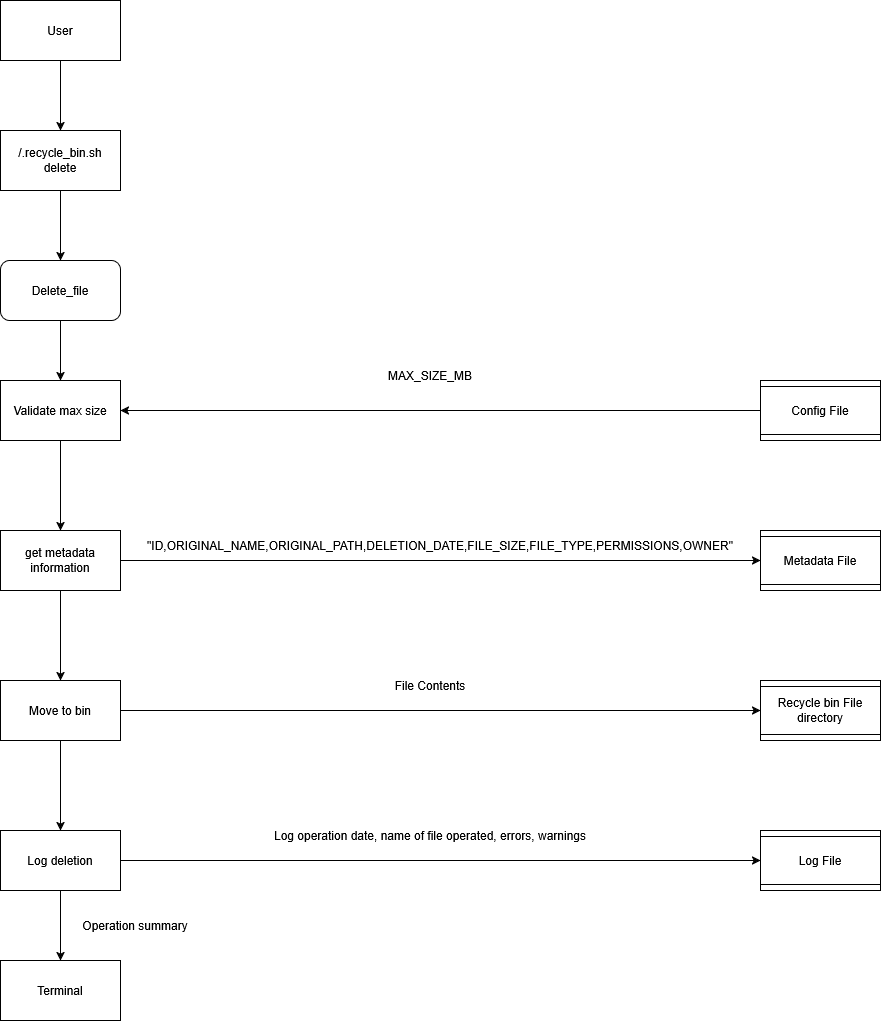 User
/.recycle_bin.sh
delete
Delete_file
MAX_SIZE_MB
Validate max size
Config File
"ID,ORIGINAL_NAME,ORIGINAL_PATH,DELETION_DATE,FILE_SIZE,FILE_TYPE,PERMISSIONS,OWNER"
get metadata
information
Metadata File
File Contents
Move to bin
Recycle bin File
directory
Log operation date, name of file operated, errors, warnings
Log deletion
Log File
Operation summary
Terminal